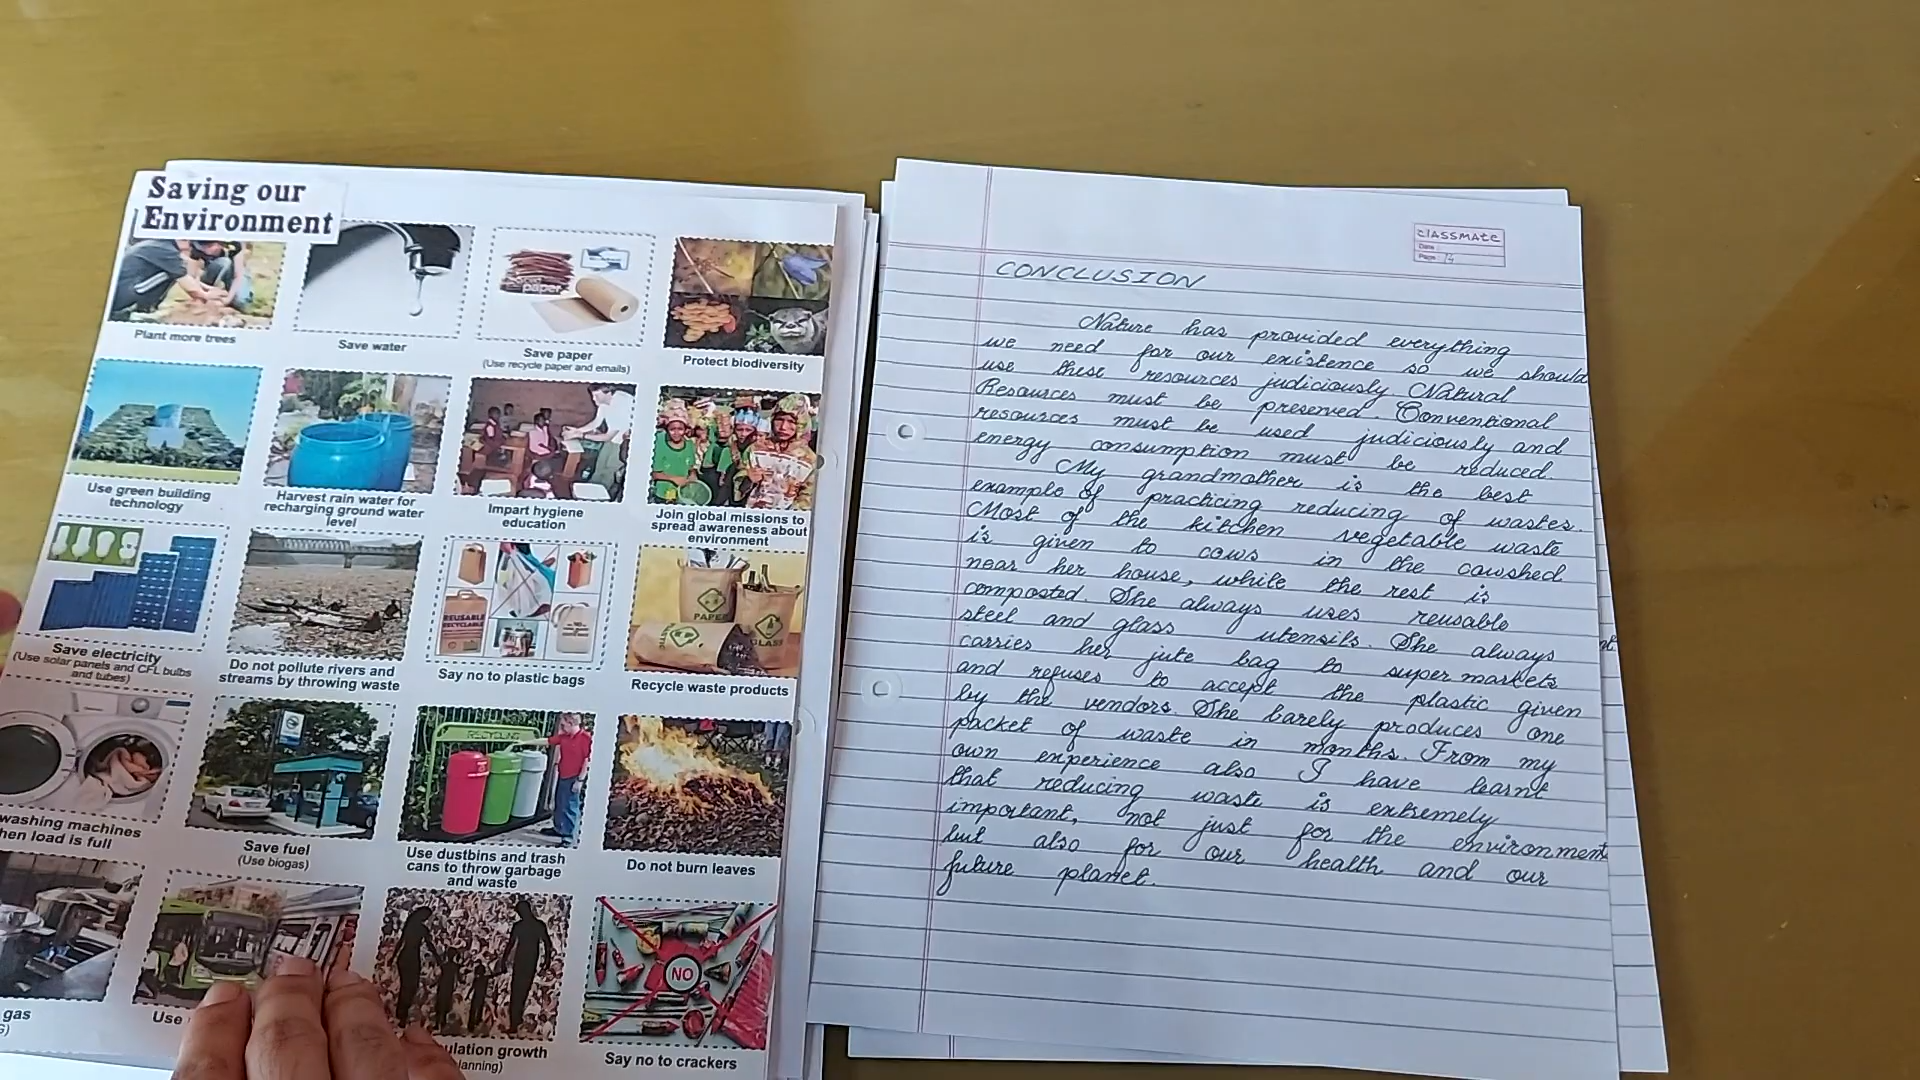 Saving our
Environment
Plant more trees
Save water
Save paper
(Use recycle paper and emails)
Protect biodiversity
Use green building
technology
Harvest rain water for
recharging ground water
level
Impart hygiene
education
Join global missions to
spread awareness about
environment
Save electricity
(Use solar panels and CFL bulbs
and tubes)
Do not pollute rivers and
streams by throwing waste
REUSABLE
RECYCLABLE
Say no to plastic bags
PAPER
GLASS
Recycle waste products
washing machines
hen load is full
Save fuel
(Use biogas)
RECYCLING
Use dustbins and trash
cans to throw garbage
and waste
Do not burn leaves
gas
Use
ulation growth
lanning)
NO
Say no to crackers
CLASSMATE
Date
Page 14
CONCLUSION
Nature has provided everything
we need for our existence so we should
use these resources judiciously. Natural
Resources must be preserved. Conventional
resources must be used judiciously and
energy consumption must be reduced.
My grandmother is the best
example of practicing reducing of wastes.
Most of the kitchen vegetable waste
is given to cows in the cowshed
near her house, while the rest is
composted. She always uses reusable
steel and glass utensils. She always
carries her jute bag to super markets
and refuses to accept the plastic given
by the vendors. She barely produces one
packet of waste in months. From my
own experience also I have learnt
that reducing waste is extremely
important, not just for the environment
but also for our health and our
future planet.